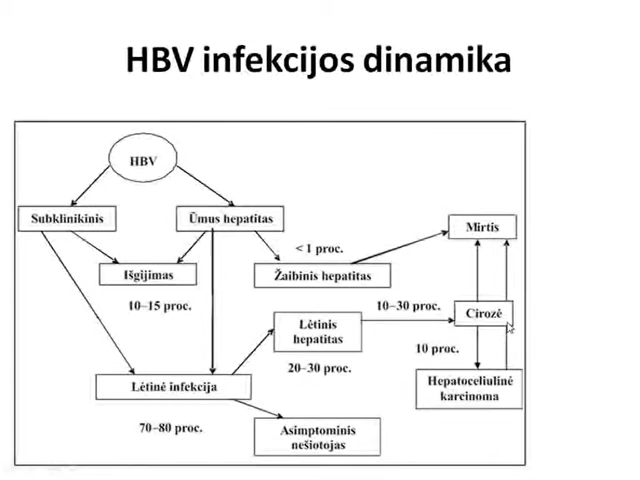 HBV infekcijos dinamika
HBV
Subklinikinis
Ūmus hepatitas
Mirtis
< 1 proc.
Išgijimas
Žaibinis hepatitas
10–15 proc.
10–30 proc.
Cirozė
Lėtinis
hepatitas
10 proc.
20–30 proc.
Lėtinė infekcija
Hepatoceliulinė
karcinoma
70–80 proc.
Asimptominis
nešiotojas